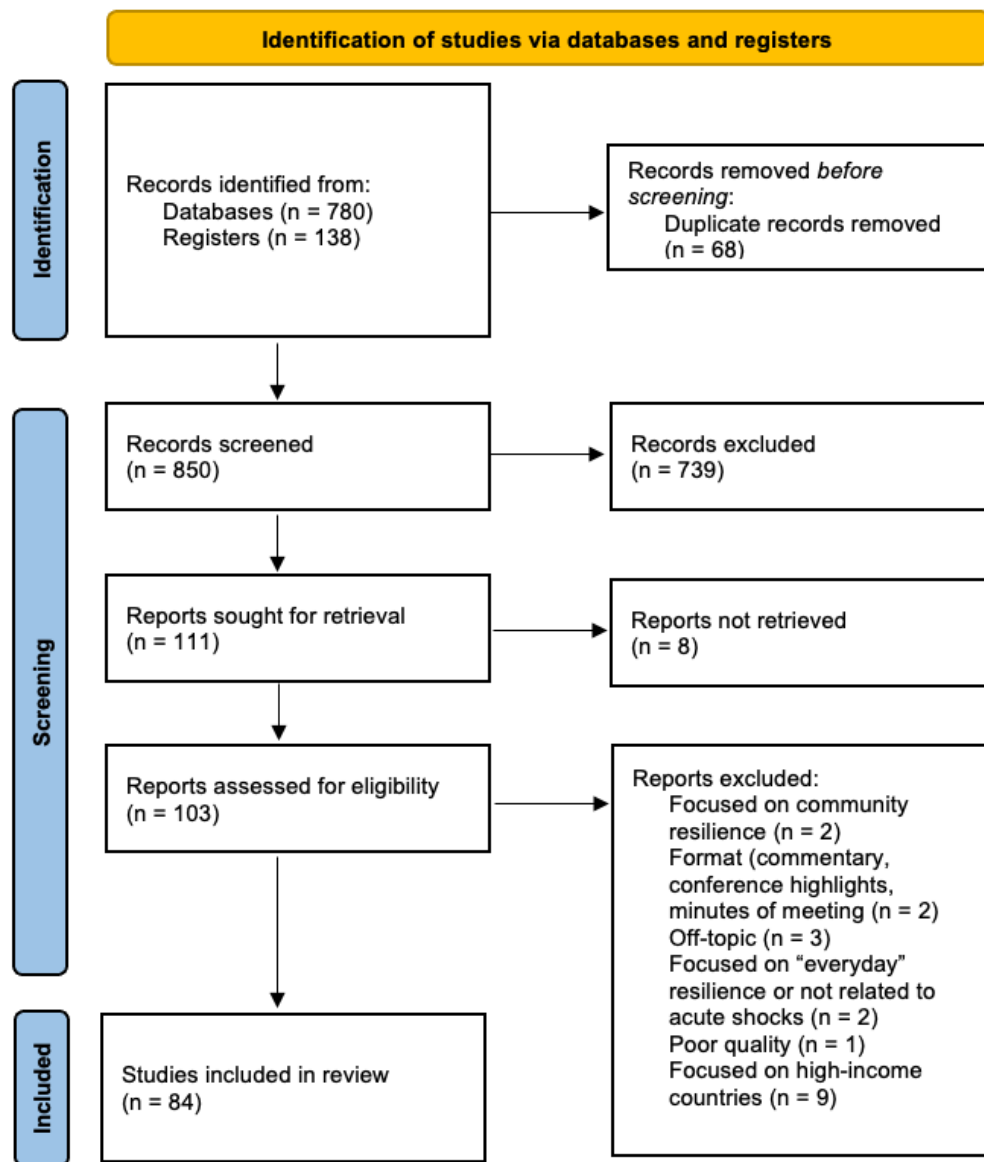 Identification of studies via databases and registers
Identification
Records identified from:
Databases (n = 780)
Registers (n = 138)
Records removed before
screening:
Duplicate records removed
(n = 68)
Screening
Records screened
(n = 850)
Records excluded
(n = 739)
Reports sought for retrieval
(n = 111)
Reports not retrieved
(n = 8)
Reports assessed for eligibility
(n = 103)
Reports excluded:
Focused on community
resilience (n = 2)
Format (commentary,
conference highlights,
minutes of meeting (n = 2)
Off-topic (n = 3)
Focused on “everyday”
resilience or not related to
acute shocks (n = 2)
Poor quality (n = 1)
Focused on high-income
countries (n = 9)
Included
Studies included in review
(n = 84)